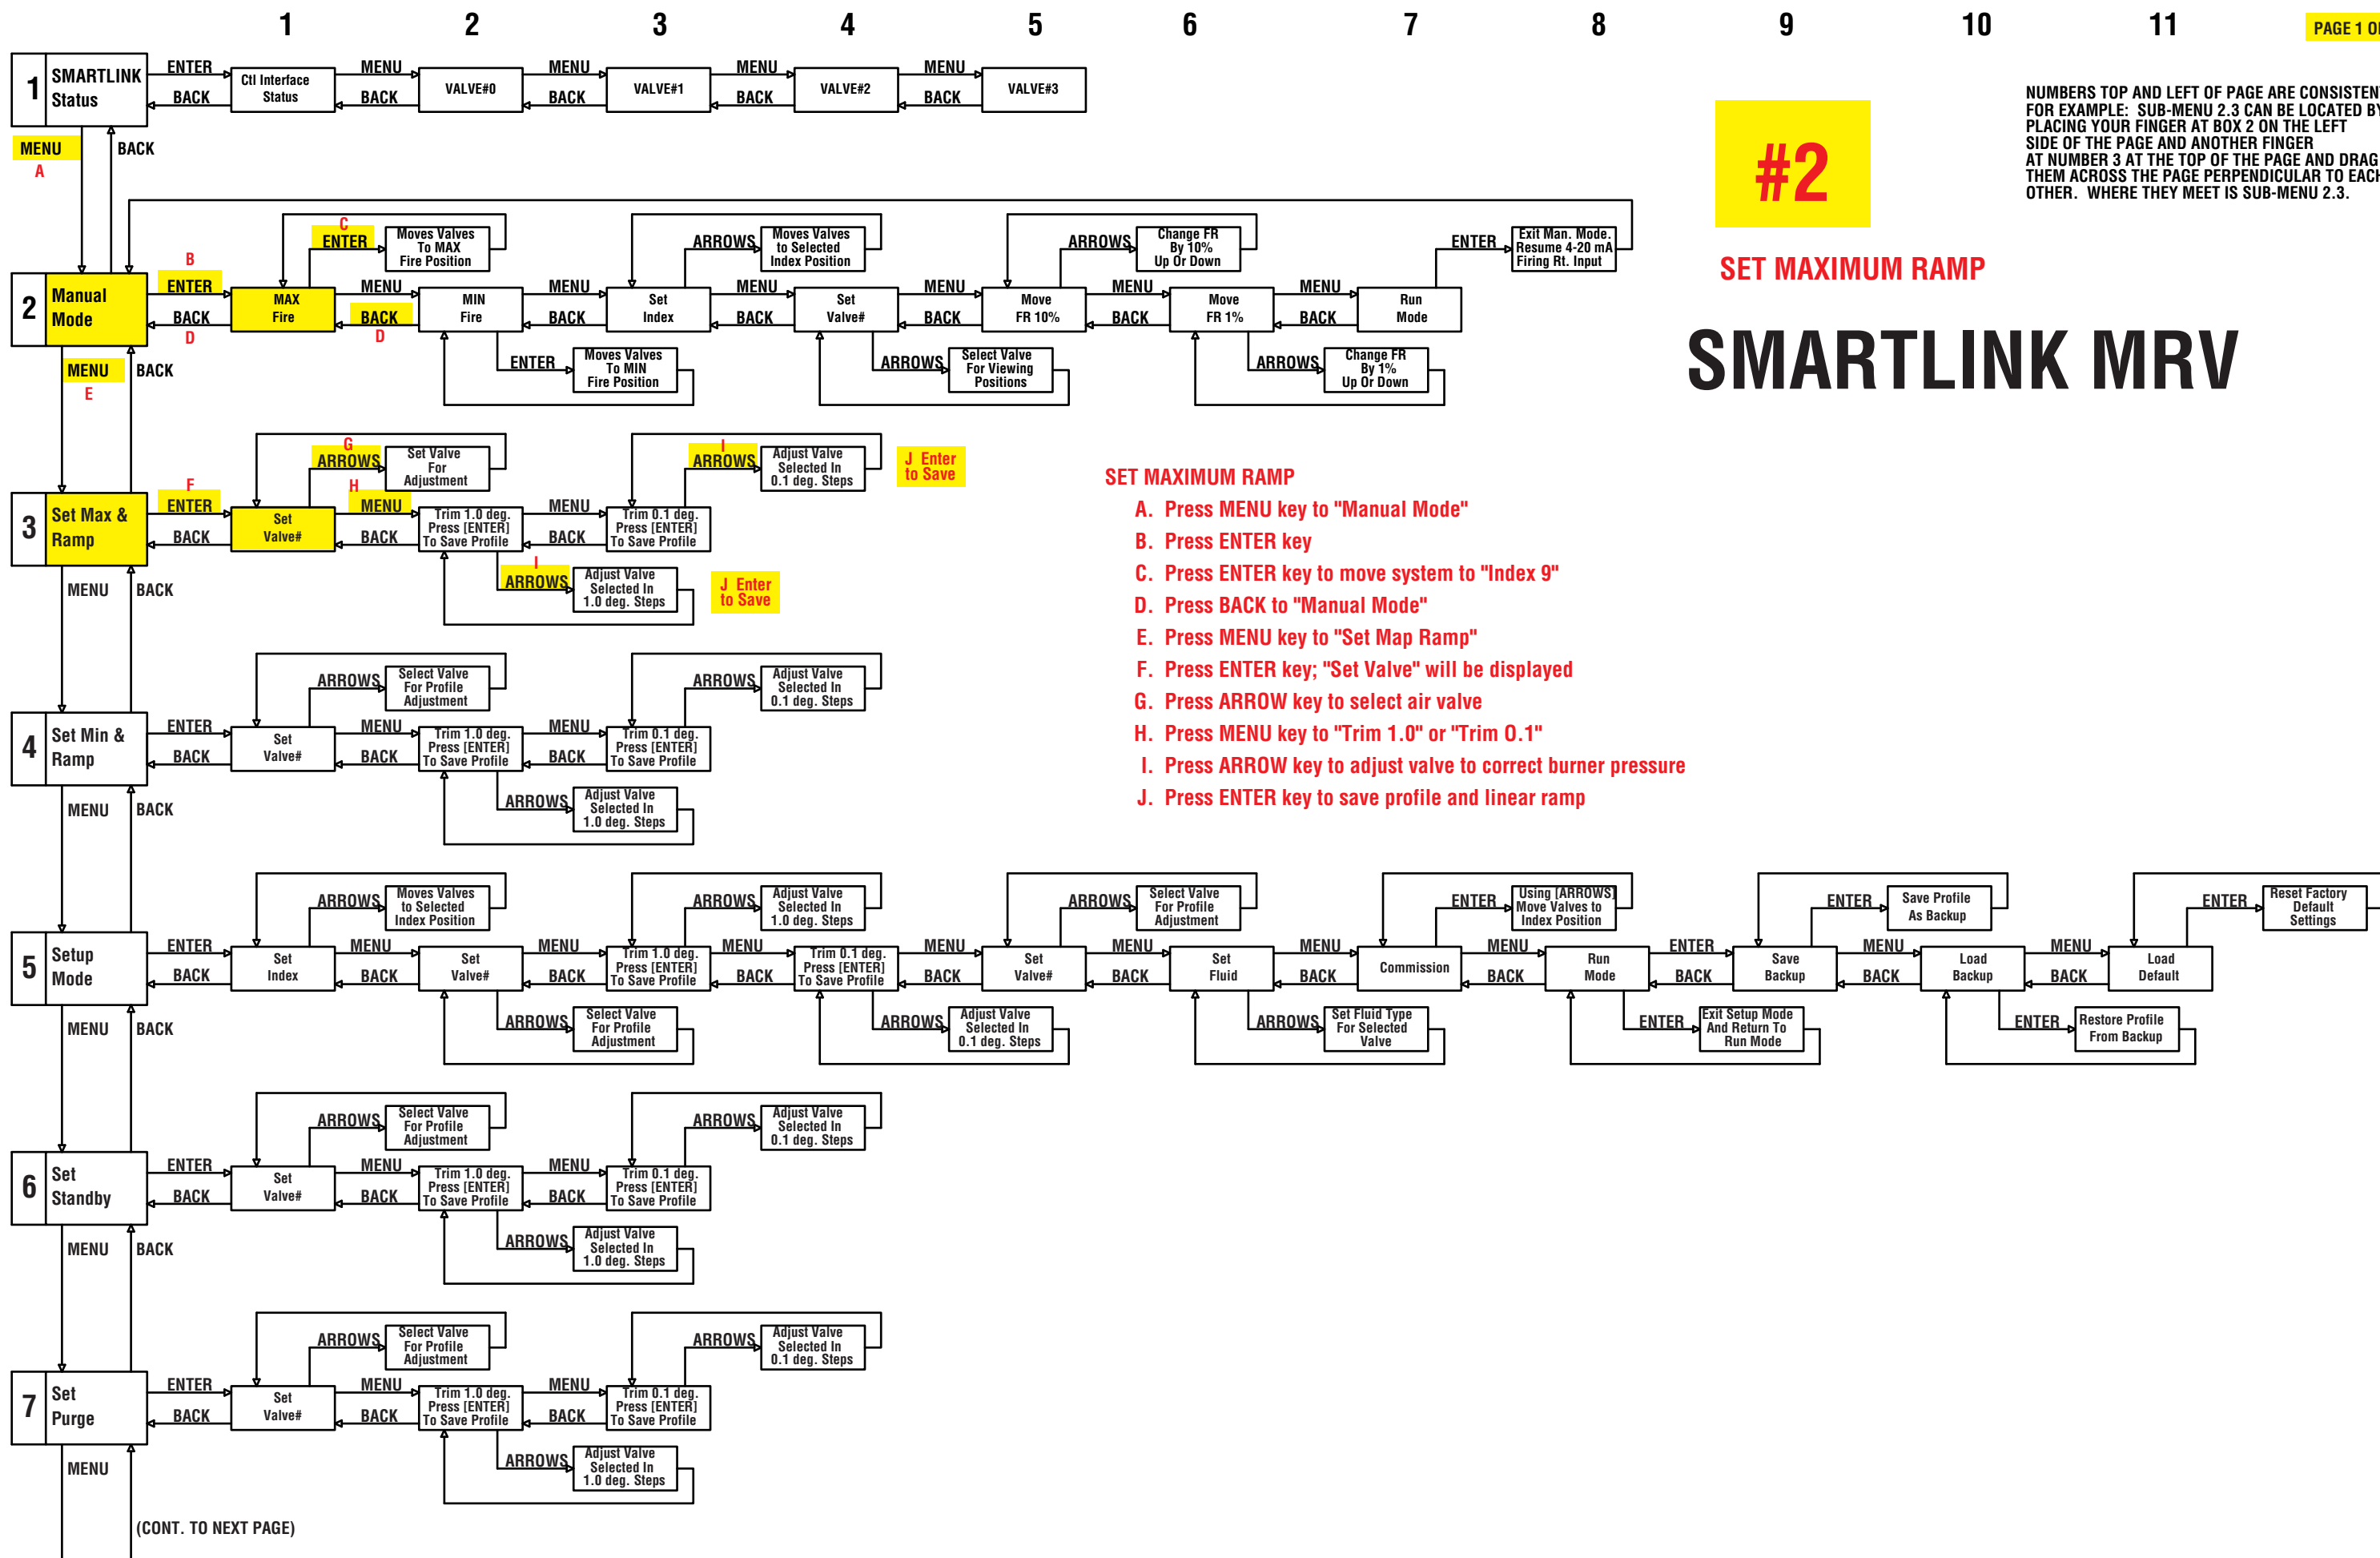 1 2 3 4 5 6 7 8 9 10 11
PAGE 1 O
1
SMARTLINK
Status
ENTER
BACK
Ctl Interface
Status
MENU
BACK
VALVE#0
MENU
BACK
VALVE#1
MENU
BACK
VALVE#2
MENU
BACK
VALVE#3
MENU
A
BACK
#2
SET MAXIMUM RAMP
SMARTLINK MRV
NUMBERS TOP AND LEFT OF PAGE ARE CONSISTEN
FOR EXAMPLE: SUB-MENU 2.3 CAN BE LOCATED BY
PLACING YOUR FINGER AT BOX 2 ON THE LEFT
SIDE OF THE PAGE AND ANOTHER FINGER
AT NUMBER 3 AT THE TOP OF THE PAGE AND DRAG
THEM ACROSS THE PAGE PERPENDICULAR TO EACH
OTHER. WHERE THEY MEET IS SUB-MENU 2.3.
2
Manual
Mode
B
ENTER
BACK
D
C
ENTER
Moves Valves
To MAX
Fire Position
MAX
Fire
MENU
BACK
D
MIN
Fire
ENTER
Moves Valves
To MIN
Fire Position
MENU
BACK
Set
Index
ARROWS
Moves Valves
to Selected
Index Position
MENU
BACK
Set
Valve#
ARROWS
Select Valve
For Viewing
Positions
MENU
BACK
Move
FR 10%
ARROWS
Change FR
By 10%
Up Or Down
MENU
BACK
Move
FR 1%
ARROWS
Change FR
By 1%
Up Or Down
MENU
BACK
Run
Mode
ENTER
Exit Man. Mode.
Resume 4-20 mA
Firing Rt. Input
MENU
E
BACK
3
Set Max &
Ramp
F
ENTER
BACK
G
ARROWS
Set Valve
For
Adjustment
Set
Valve#
H
MENU
BACK
Trim 1.0 deg.
Press [ENTER]
To Save Profile
I
ARROWS
Adjust Valve
Selected In
1.0 deg. Steps
J Enter
to Save
MENU
BACK
Trim 0.1 deg.
Press [ENTER]
To Save Profile
I
ARROWS
Adjust Valve
Selected In
0.1 deg. Steps
J Enter
to Save
MENU
BACK
SET MAXIMUM RAMP
A. Press MENU key to "Manual Mode"
B. Press ENTER key
C. Press ENTER key to move system to "Index 9"
D. Press BACK to "Manual Mode"
E. Press MENU key to "Set Map Ramp"
F. Press ENTER key; "Set Valve" will be displayed
G. Press ARROW key to select air valve
H. Press MENU key to "Trim 1.0" or "Trim O.1"
I. Press ARROW key to adjust valve to correct burner pressure
J. Press ENTER key to save profile and linear ramp
4
Set Min &
Ramp
ENTER
BACK
ARROWS
Select Valve
For Profile
Adjustment
Set
Valve#
MENU
BACK
Trim 1.0 deg.
Press [ENTER]
To Save Profile
ARROWS
Adjust Valve
Selected In
1.0 deg. Steps
MENU
BACK
Trim 0.1 deg.
Press [ENTER]
To Save Profile
ARROWS
Adjust Valve
Selected In
0.1 deg. Steps
MENU
BACK
5
Setup
Mode
ENTER
BACK
Set
Index
ARROWS
Moves Valves
to Selected
Index Position
MENU
BACK
Set
Valve#
ARROWS
Select Valve
For Profile
Adjustment
MENU
BACK
Trim 1.0 deg.
Press [ENTER]
To Save Profile
ARROWS
Adjust Valve
Selected In
1.0 deg. Steps
MENU
BACK
Trim 0.1 deg.
Press [ENTER]
To Save Profile
ARROWS
Adjust Valve
Selected In
0.1 deg. Steps
MENU
BACK
Set
Valve#
ARROWS
Select Valve
For Profile
Adjustment
MENU
BACK
Set
Fluid
ARROWS
Set Fluid Type
For Selected
Valve
MENU
BACK
Commission
ENTER
Using [ARROWS]
Move Valves to
Index Position
MENU
BACK
Run
Mode
ENTER
Exit Setup Mode
And Return To
Run Mode
ENTER
BACK
Save
Backup
ENTER
Save Profile
As Backup
MENU
BACK
Load
Backup
ENTER
Restore Profile
From Backup
MENU
BACK
Load
Default
ENTER
Reset Factory
Default
Settings
MENU
BACK
6
Set
Standby
ENTER
BACK
ARROWS
Select Valve
For Profile
Adjustment
Set
Valve#
MENU
BACK
Trim 1.0 deg.
Press [ENTER]
To Save Profile
ARROWS
Adjust Valve
Selected In
1.0 deg. Steps
MENU
BACK
Trim 0.1 deg.
Press [ENTER]
To Save Profile
ARROWS
Adjust Valve
Selected In
0.1 deg. Steps
MENU
BACK
7
Set
Purge
ENTER
BACK
ARROWS
Select Valve
For Profile
Adjustment
Set
Valve#
MENU
BACK
Trim 1.0 deg.
Press [ENTER]
To Save Profile
ARROWS
Adjust Valve
Selected In
1.0 deg. Steps
MENU
BACK
Trim 0.1 deg.
Press [ENTER]
To Save Profile
ARROWS
Adjust Valve
Selected In
0.1 deg. Steps
MENU
(CONT. TO NEXT PAGE)